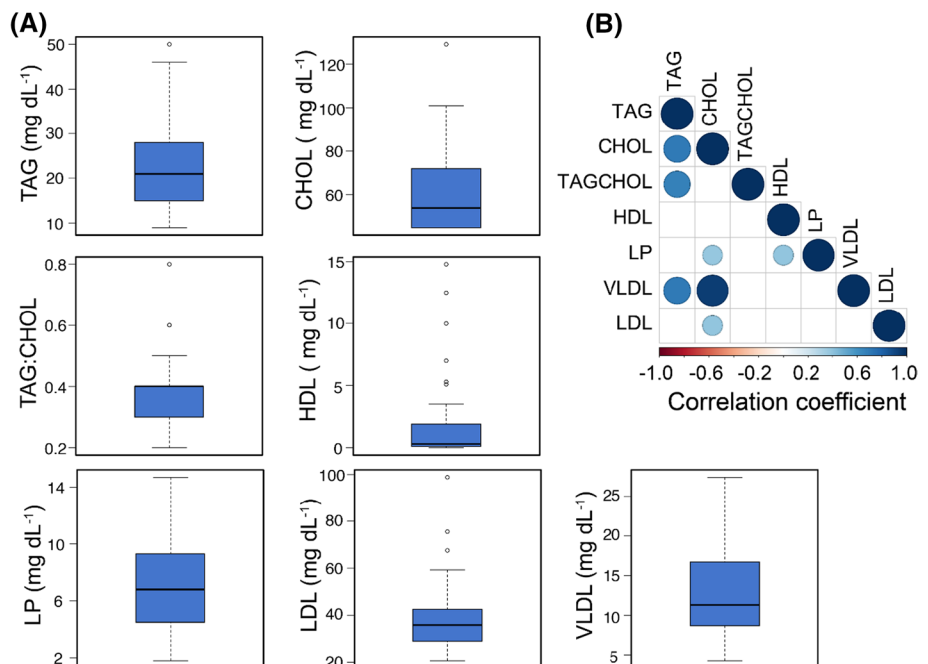 (A)
TAG (mg dL-1)
50
40
30
20
10
CHOL ( mg dL-1)
120
100
80
60
TAG:CHOL
0.8
0.6
0.4
0.2
HDL ( mg dL-1)
15
10
5
0
LP (mg dL-1)
14
10
6
2
LDL (mg dL-1)
100
80
60
40
20
VLDL (mg dL-1)
25
20
15
10
5
(B)
TAG
CHOL
TAGCHOL
HDL
LP
VLDL
LDL
TAG
CHOL
TAGCHOL
HDL
LP
VLDL
LDL
-1.0 -0.6 -0.2 0.2 0.6 1.0
Correlation coefficient